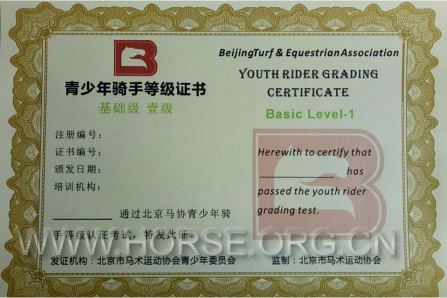 青少年骑手等级证书
基础级 壹级
注册编号：
证书编号：
颁发日期：
培训机构：
通过北京马协青少年骑
手等级认证考试，特发此证。
BeijingTurf & Equestrian Association
YOUTH RIDER GRADING
CERTIFICATE
Basic Level-1
Herewith to certify that
has
passed the youth rider
grading test.
WWW.HORSE.ORG.CN
发证机构：北京市马术运动协会青少年委员会
监制：北京市马术运动协会